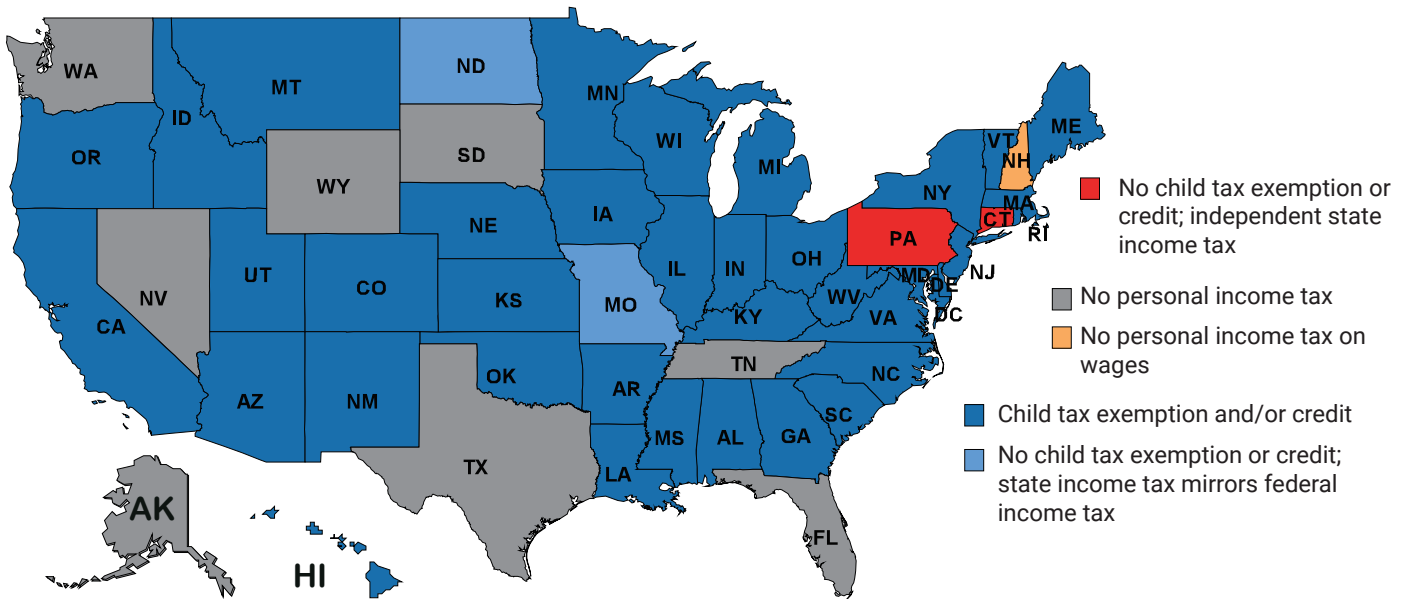 WA
MT
ND
MN
ID
OR
WY
SD
WI
MI
VT
NH
ME
NY
MA
CT
RI
NE
IA
PA
NV
UT
CO
KS
MO
IL
IN
OH
NJ
MD
DE
DC
WV
VA
KY
CA
AZ
NM
OK
AR
TN
NC
SC
MS
AL
GA
TX
LA
FL
AK
HI
No child tax exemption or
credit; independent state
income tax
No personal income tax
No personal income tax on
wages
Child tax exemption and/or credit
No child tax exemption or credit;
state income tax mirrors federal
income tax